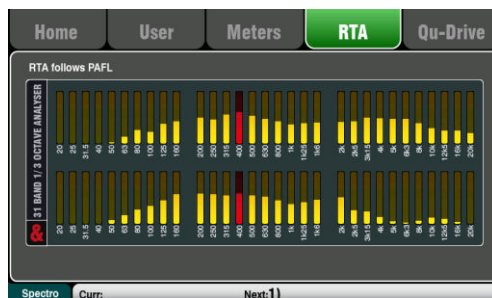 Home User Meters RTA Qu-Drive
RTA follows PAFL
31 BAND 1/3 OCTAVE ANALYSER
20 25 31.5 40 50 63 80 100 125 160 200 250 315 400 500 630 800 1k 1k25 1k6 2k 2k5 3k15 4k 5k 6k3 8k 10k 12k5 16k 20k
&
20 25 31.5 40 50 63 80 100 125 160 200 250 315 400 500 630 800 1k 1k25 1k6 2k 2k5 3k15 4k 5k 6k3 8k 10k 12k5 16k 20k
Spectro Curr: Next:1)